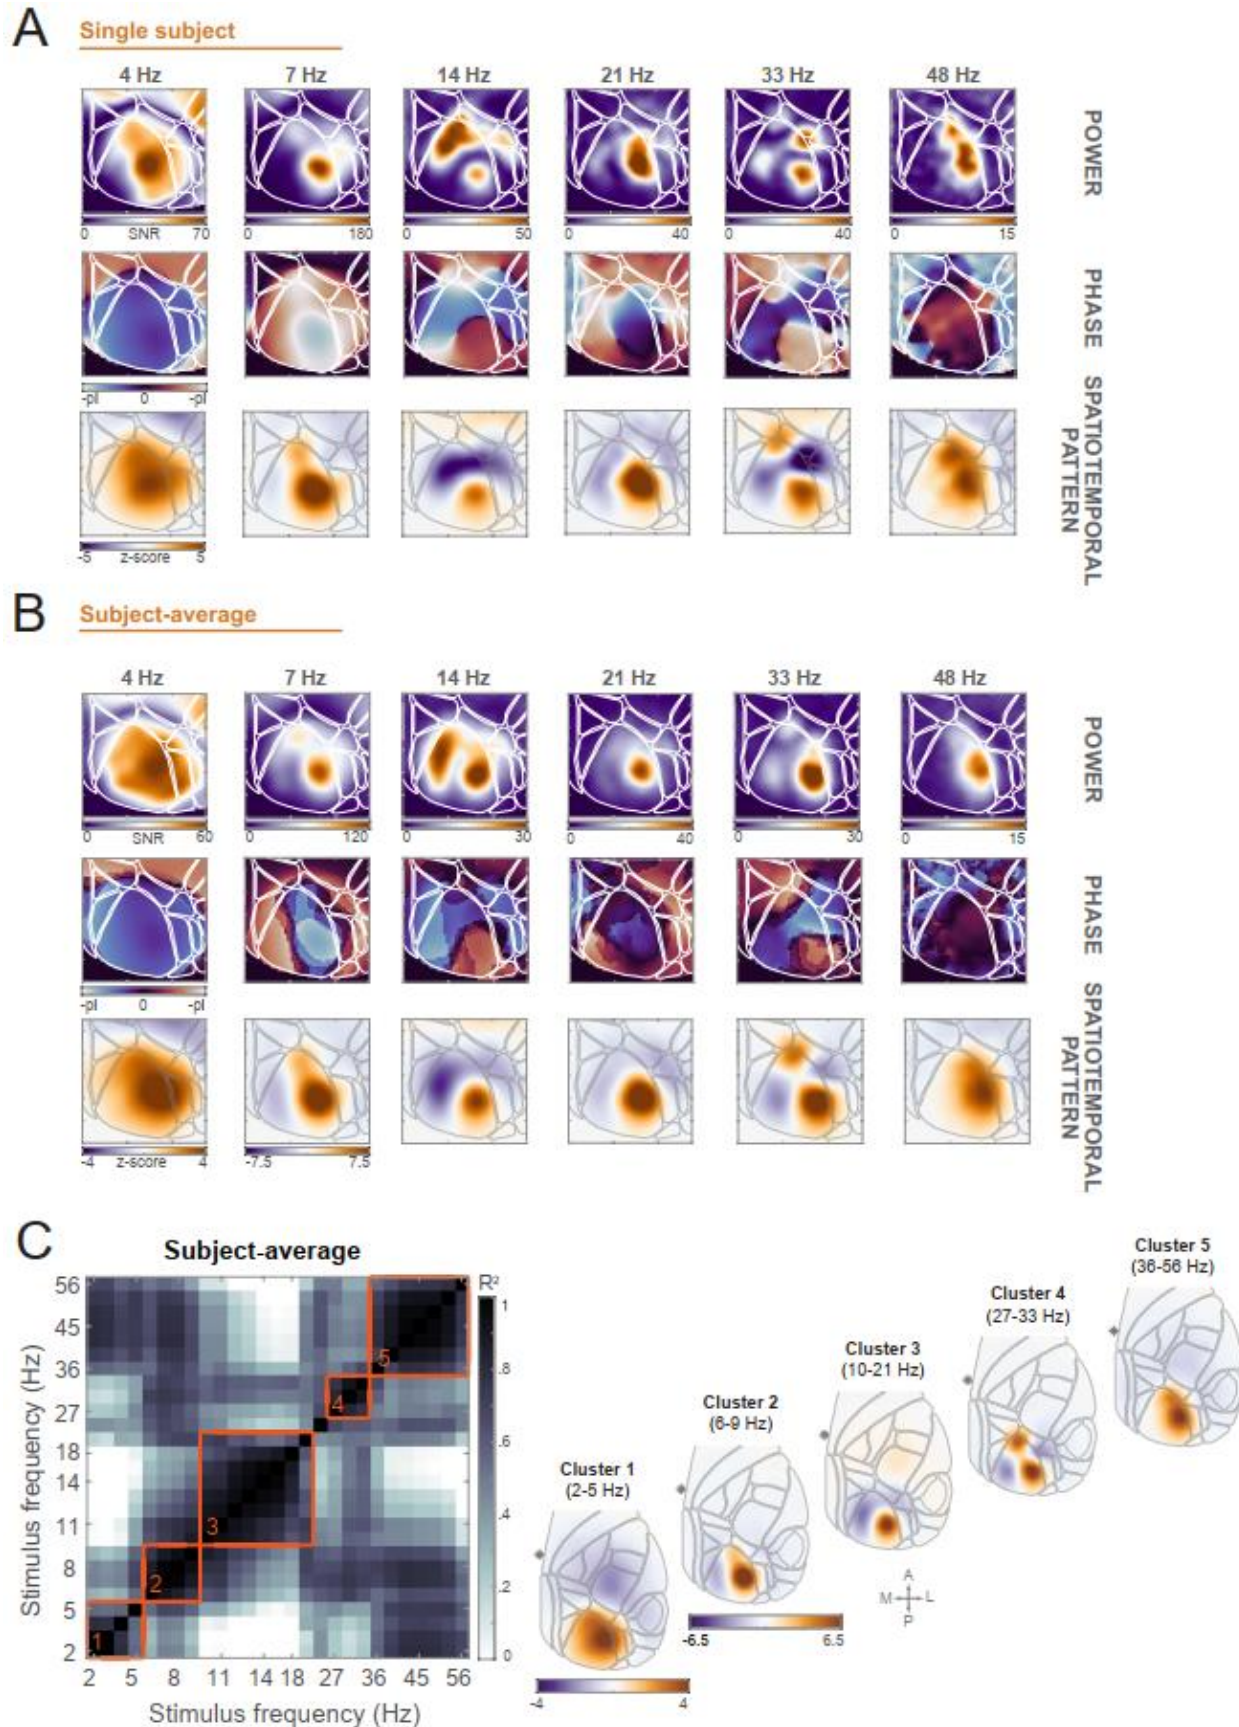 A
Single subject
4 Hz 7 Hz 14 Hz 21 Hz 33 Hz 48 Hz
POWER
0 SNR 70 0 180 0 50 0 40 0 40 0 15
PHASE
-pi 0 -pi
SPATIOTEMPORAL
PATTERN
-5 z-score 5
B
Subject-average
4 Hz 7 Hz 14 Hz 21 Hz 33 Hz 48 Hz
POWER
0 SNR 60 0 120 0 30 0 40 0 30 0 15
PHASE
-pi 0 -pi
SPATIOTEMPORAL
PATTERN
-4 z-score 4 -7.5 7.5
C
Subject-average
R²
1
.8
.6
.4
.2
0
Stimulus frequency (Hz)
56
45
36
27
18
14
11
8
5
2
5
4
3
2
1
2 5 8 11 14 18 27 36 45 56
Stimulus frequency (Hz)
Cluster 1
(2-5 Hz)
Cluster 2
(6-9 Hz)
Cluster 3
(10-21 Hz)
Cluster 4
(27-33 Hz)
Cluster 5
(36-56 Hz)
A
M L
P
-6.5 6.5
-4 4